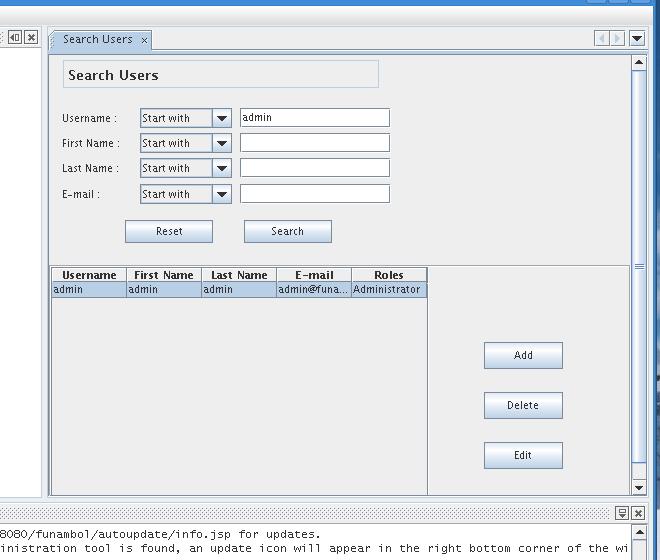 Search Users
Search Users
Username : Start with admin
First Name : Start with
Last Name : Start with
E-mail : Start with
Reset Search
Username First Name Last Name E-mail Roles
admin admin admin admin@funa... Administrator
Add
Delete
Edit
8080/funambol/autoupdate/info.jsp for updates.
ninistration tool is found, an update icon will appear in the right bottom corner of the wi